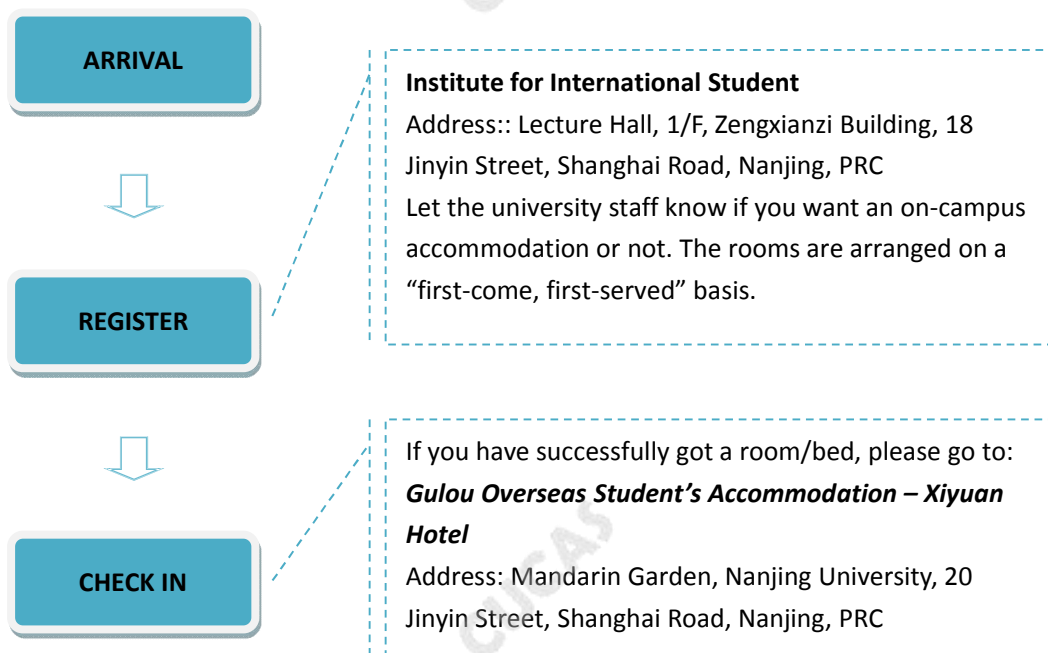 ARRIVAL
Institute for International Student
Address:: Lecture Hall, 1/F, Zengxianzi Building, 18
Jinyin Street, Shanghai Road, Nanjing, PRC
Let the university staff know if you want an on-campus
accommodation or not. The rooms are arranged on a
“first-come, first-served” basis.
REGISTER
If you have successfully got a room/bed, please go to:
Gulou Overseas Student’s Accommodation – Xiyuan
Hotel
Address: Mandarin Garden, Nanjing University, 20
Jinyin Street, Shanghai Road, Nanjing, PRC
CHECK IN
CUCAS